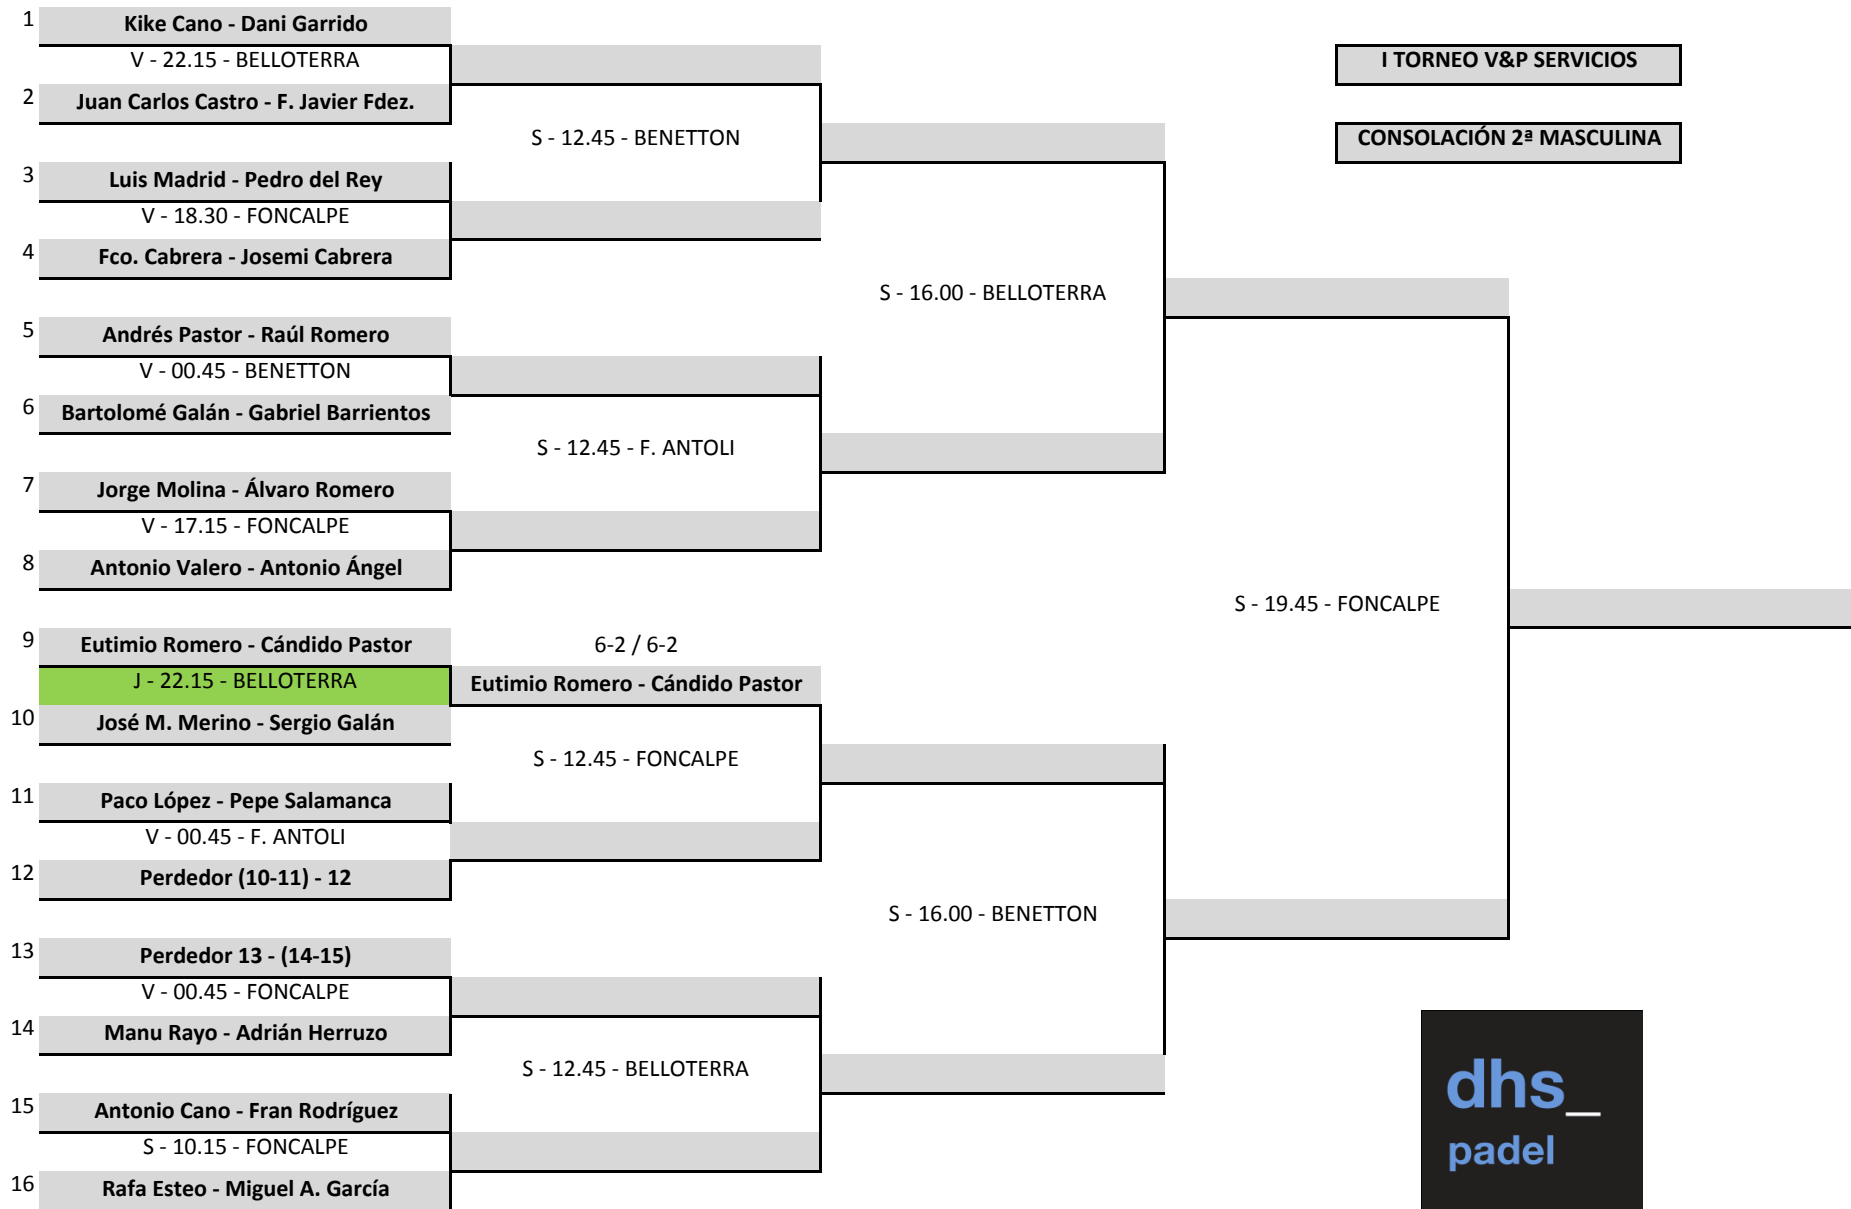 1 Kike Cano - Dani Garrido
V - 22.15 - BELLOTERRA
I TORNEO V&P SERVICIOS
2 Juan Carlos Castro - F. Javier Fdez.
S - 12.45 - BENETTON
CONSOLACIÓN 2ª MASCULINA
3 Luis Madrid - Pedro del Rey
V - 18.30 - FONCALPE
4 Fco. Cabrera - Josemi Cabrera
S - 16.00 - BELLOTERRA
5 Andrés Pastor - Raúl Romero
V - 00.45 - BENETTON
6 Bartolomé Galán - Gabriel Barrientos
S - 12.45 - F. ANTOLI
7 Jorge Molina - Álvaro Romero
V - 17.15 - FONCALPE
8 Antonio Valero - Antonio Ángel
S - 19.45 - FONCALPE
9 Eutimio Romero - Cándido Pastor
6-2 / 6-2
J - 22.15 - BELLOTERRA
Eutimio Romero - Cándido Pastor
10 José M. Merino - Sergio Galán
S - 12.45 - FONCALPE
11 Paco López - Pepe Salamanca
V - 00.45 - F. ANTOLI
12 Perdedor (10-11) - 12
S - 16.00 - BENETTON
13 Perdedor 13 - (14-15)
V - 00.45 - FONCALPE
14 Manu Rayo - Adrián Herruzo
S - 12.45 - BELLOTERRA
15 Antonio Cano - Fran Rodríguez
S - 10.15 - FONCALPE
16 Rafa Esteo - Miguel A. García
dhs_
padel